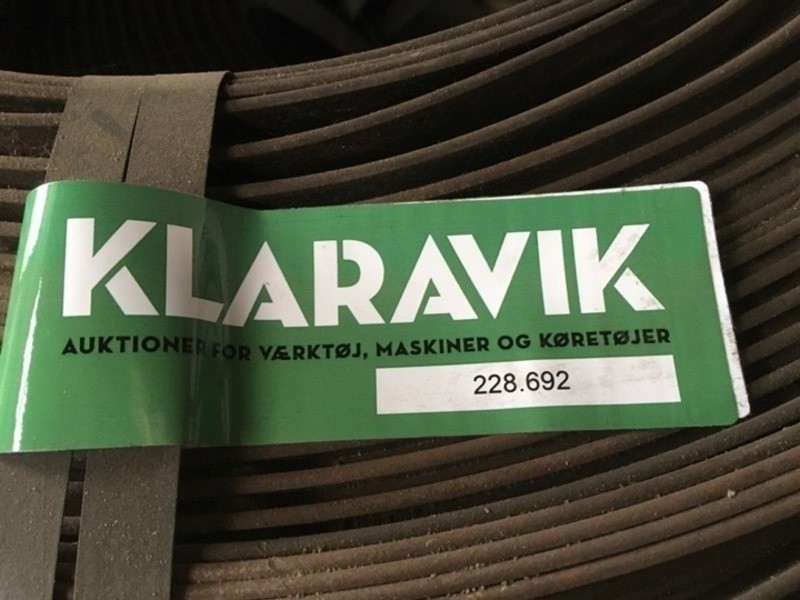 KLARAVIK
AUKTIONER FOR VÆRKTØJ, MASKINER OG KØRETØJER
228.692